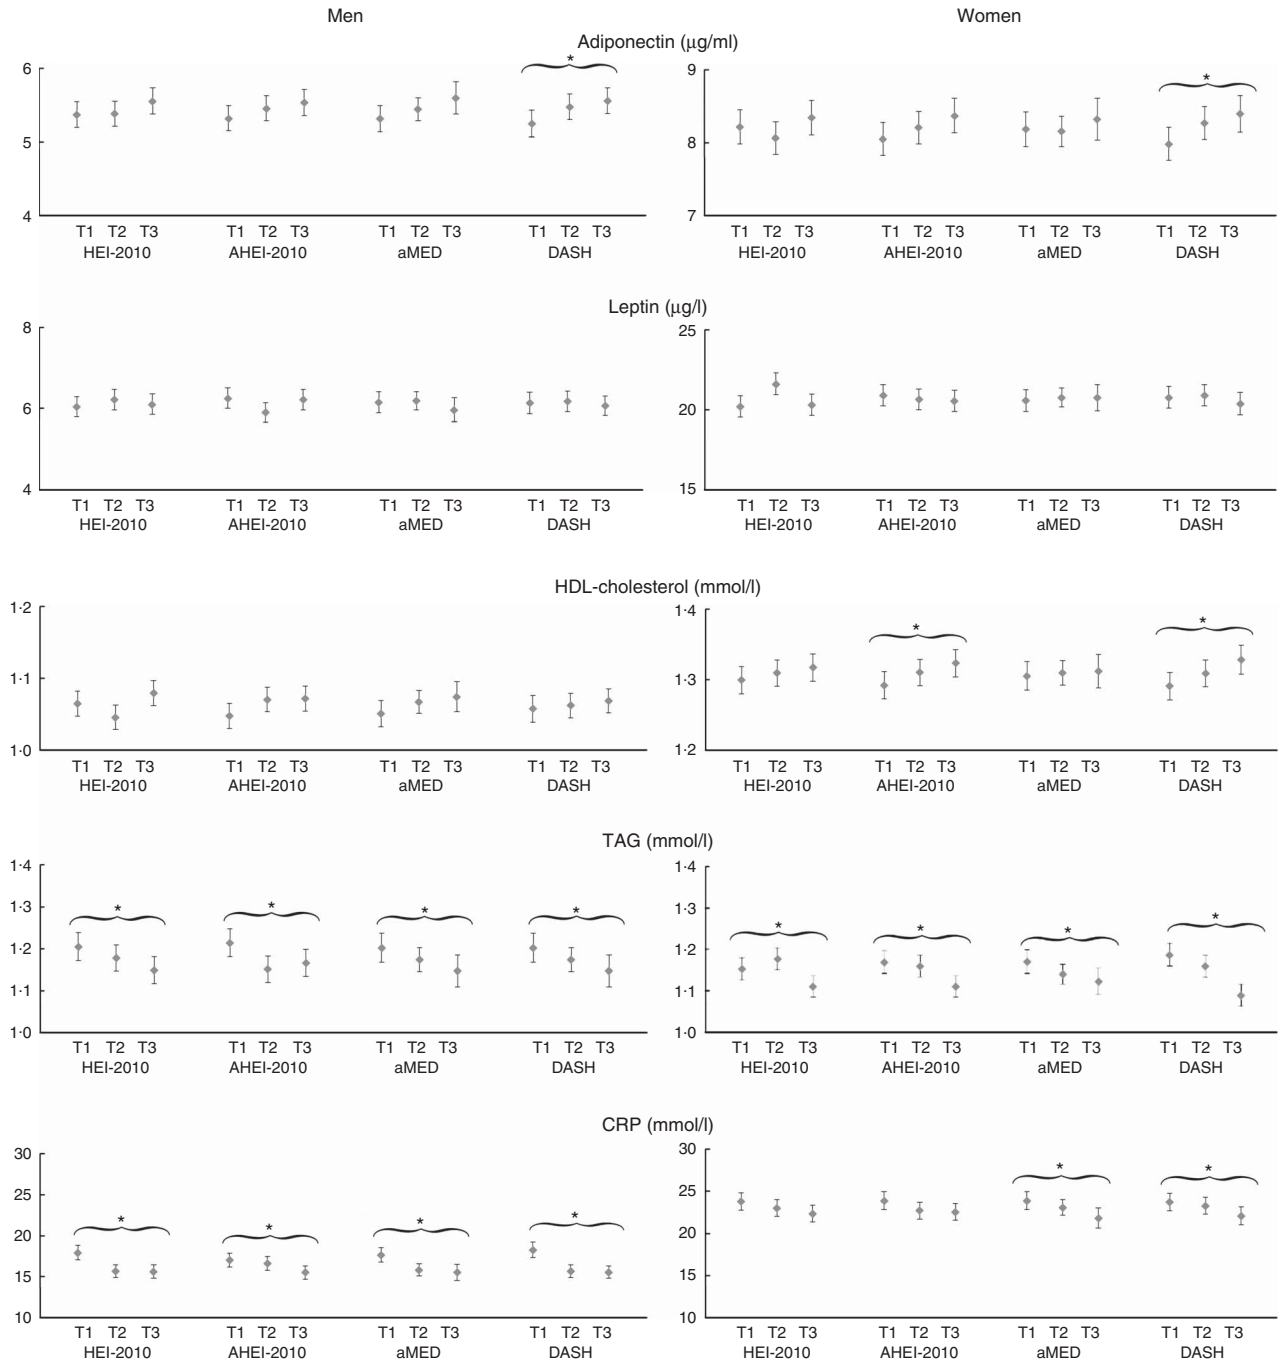 Men Women
Adiponectin (μg/ml)
6 * 9 *
5 8
4 7
T1 T2 T3 T1 T2 T3 T1 T2 T3 T1 T2 T3 T1 T2 T3 T1 T2 T3 T1 T2 T3 T1 T2 T3
HEI-2010 AHEI-2010 aMED DASH HEI-2010 AHEI-2010 aMED DASH
Leptin (μg/l)
8 25
6 20
4 15
T1 T2 T3 T1 T2 T3 T1 T2 T3 T1 T2 T3 T1 T2 T3 T1 T2 T3 T1 T2 T3 T1 T2 T3
HEI-2010 AHEI-2010 aMED DASH HEI-2010 AHEI-2010 aMED DASH
HDL-cholesterol (mmol/l)
1·2 1·4 * *
1·1 1·3
1·0 1·2
T1 T2 T3 T1 T2 T3 T1 T2 T3 T1 T2 T3 T1 T2 T3 T1 T2 T3 T1 T2 T3 T1 T2 T3
HEI-2010 AHEI-2010 aMED DASH HEI-2010 AHEI-2010 aMED DASH
TAG (mmol/l)
1·4 1·4
1·3 * * * * 1·3 * * * *
1·2 1·2
1·1 1·1
1·0 1·0
T1 T2 T3 T1 T2 T3 T1 T2 T3 T1 T2 T3 T1 T2 T3 T1 T2 T3 T1 T2 T3 T1 T2 T3
HEI-2010 AHEI-2010 aMED DASH HEI-2010 AHEI-2010 aMED DASH
CRP (mmol/l)
30 30
25 25 * *
20 * * * * 20
15 15
10 10
T1 T2 T3 T1 T2 T3 T1 T2 T3 T1 T2 T3 T1 T2 T3 T1 T2 T3 T1 T2 T3 T1 T2 T3
HEI-2010 AHEI-2010 aMED DASH HEI-2010 AHEI-2010 aMED DASH